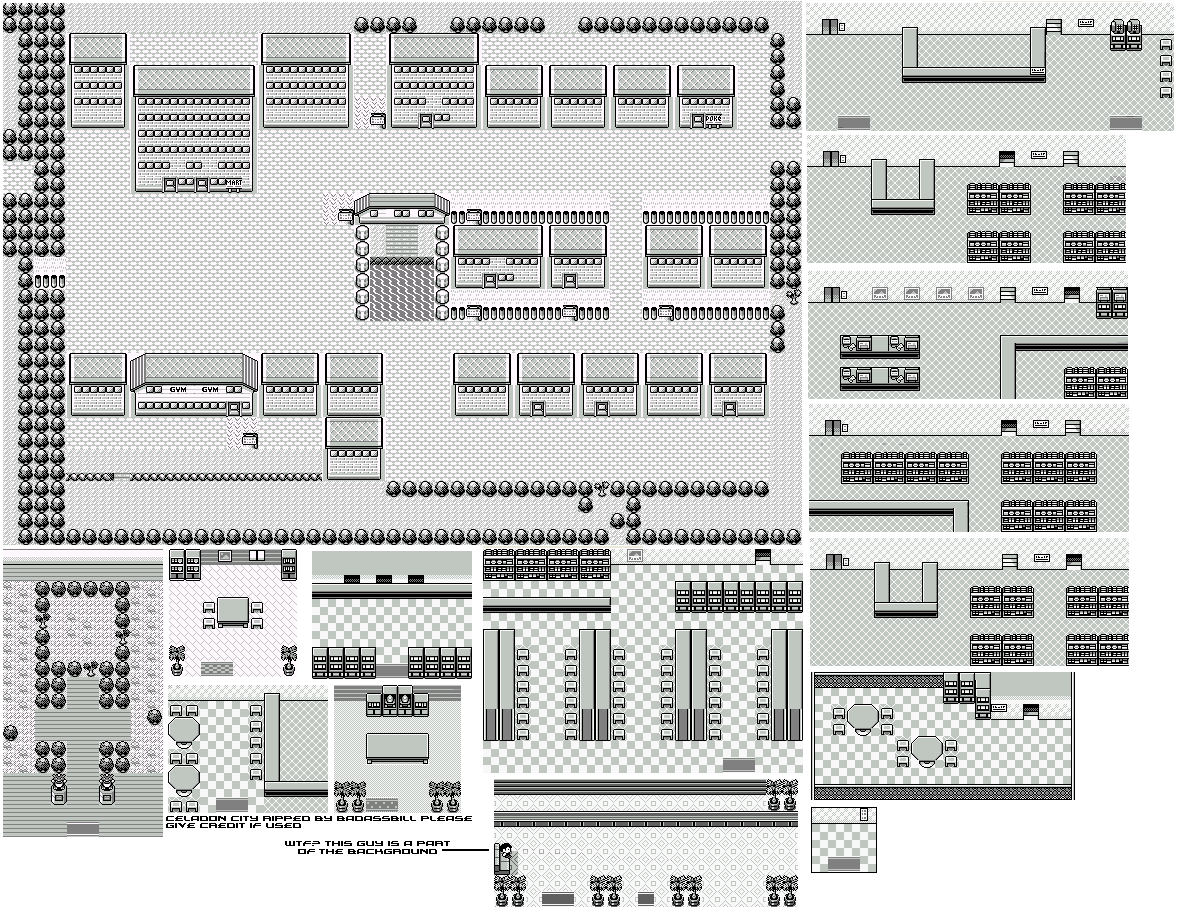 POKé
MART
GYM GYM
CELADON CITY RIPPED BY BADASSBILL PLEASE
GIVE CREDIT IF USED
WTF? THIS GUY IS A PART
OF THE BACKGROUND